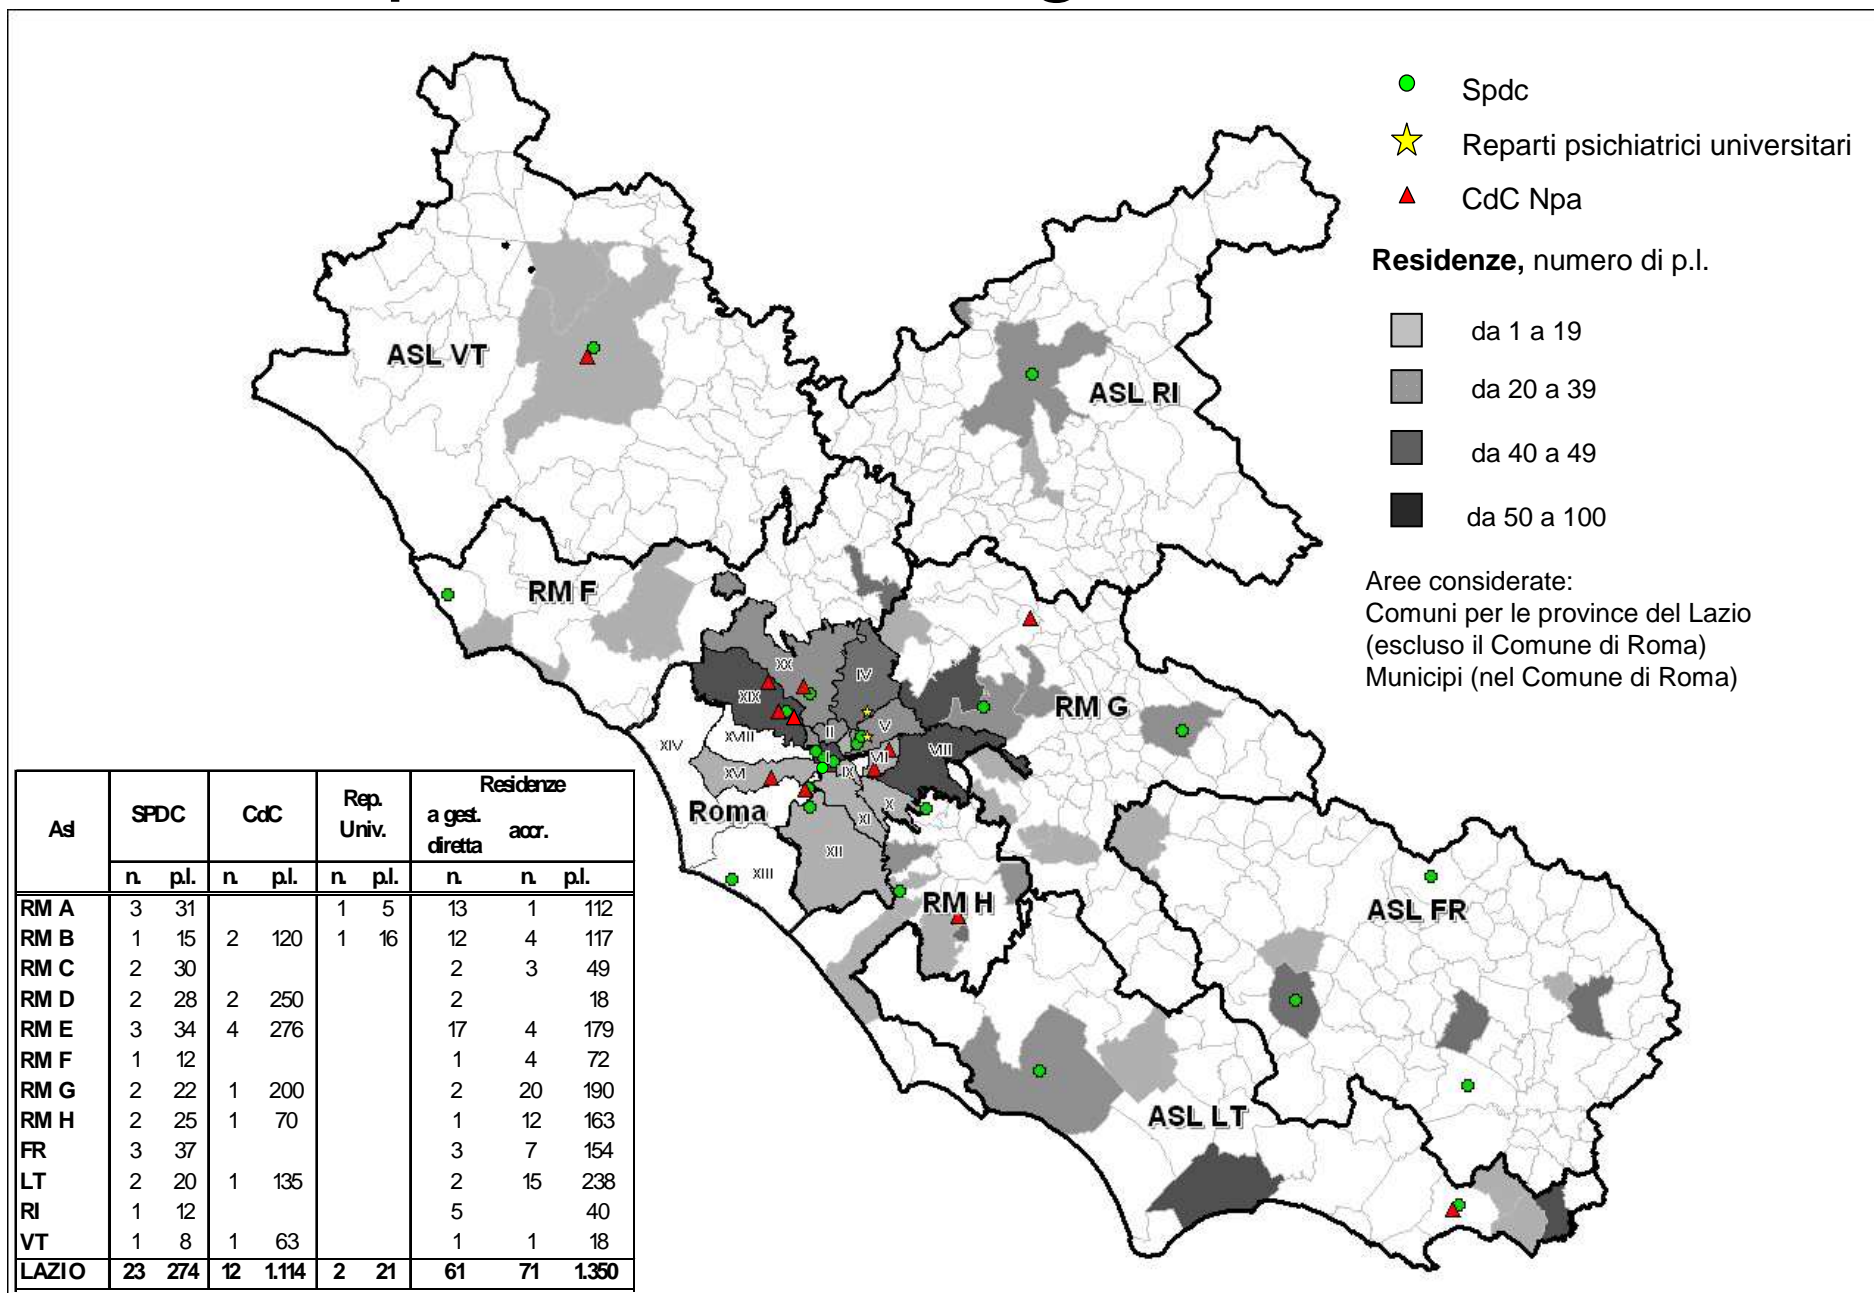 Spdc
Reparti psichiatrici universitari
CdC Npa
Residenze, numero di p.l.
da 1 a 19
da 20 a 39
da 40 a 49
da 50 a 100
Aree considerate:
Comuni per le province del Lazio
(escluso il Comune di Roma)
Municipi (nel Comune di Roma)
ASL VT
ASL RI
RM F
RM G
Roma
RM H
ASL FR
ASL LT
XX
IV
XIX
II
V
XVIII
XIV
I
VII
VIII
XVI
IX
X
XI
XII
XIII
Asl SPDC CdC Rep. Univ. Residenze
a gest. diretta accr.
n. p.l. n. p.l. n. p.l. n. n. p.l.
RM A 3 31 1 5 13 1 112
RM B 1 15 2 120 1 16 12 4 117
RM C 2 30 2 3 49
RM D 2 28 2 250 2 18
RM E 3 34 4 276 17 4 179
RM F 1 12 1 4 72
RM G 2 22 1 200 2 20 190
RM H 2 25 1 70 1 12 163
FR 3 37 3 7 154
LT 2 20 1 135 2 15 238
RI 1 12 5 40
VT 1 8 1 63 1 1 18
LAZIO 23 274 12 1.114 2 21 61 71 1.350